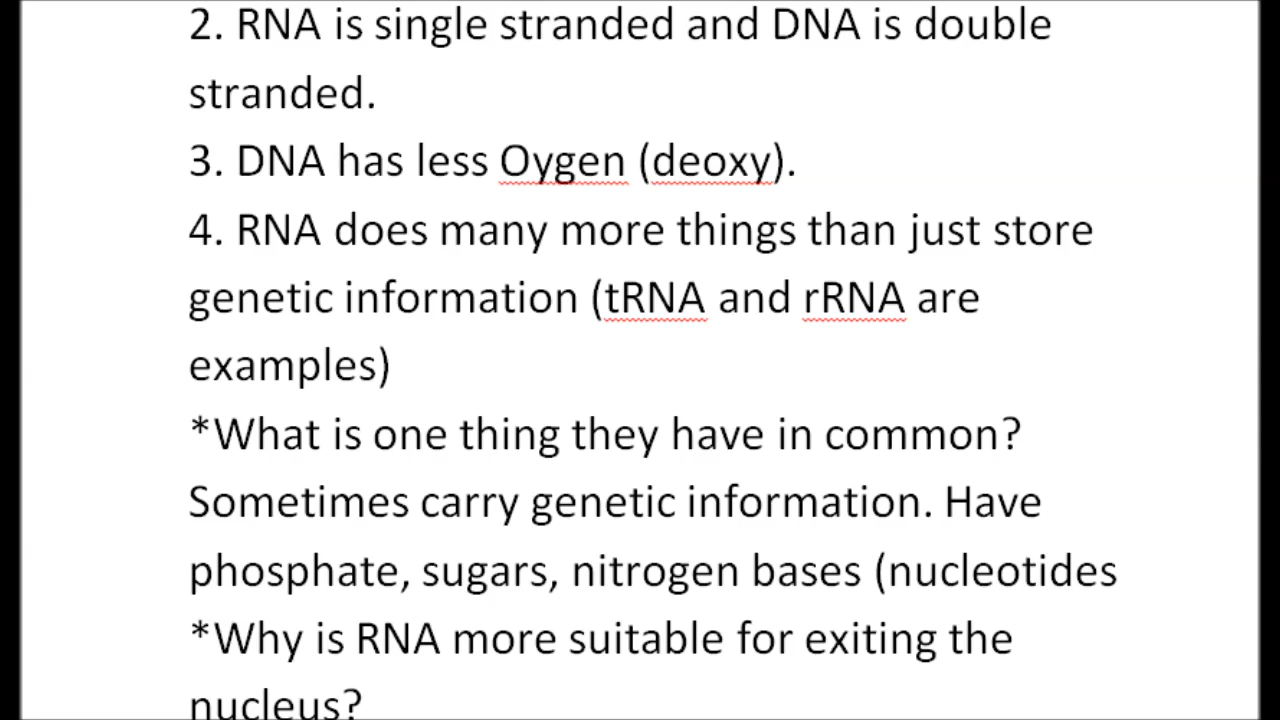 2. RNA is single stranded and DNA is double
stranded.
3. DNA has less Oygen (deoxy).
4. RNA does many more things than just store
genetic information (tRNA and rRNA are
examples)
*What is one thing they have in common?
Sometimes carry genetic information. Have
phosphate, sugars, nitrogen bases (nucleotides
*Why is RNA more suitable for exiting the
nucleus?